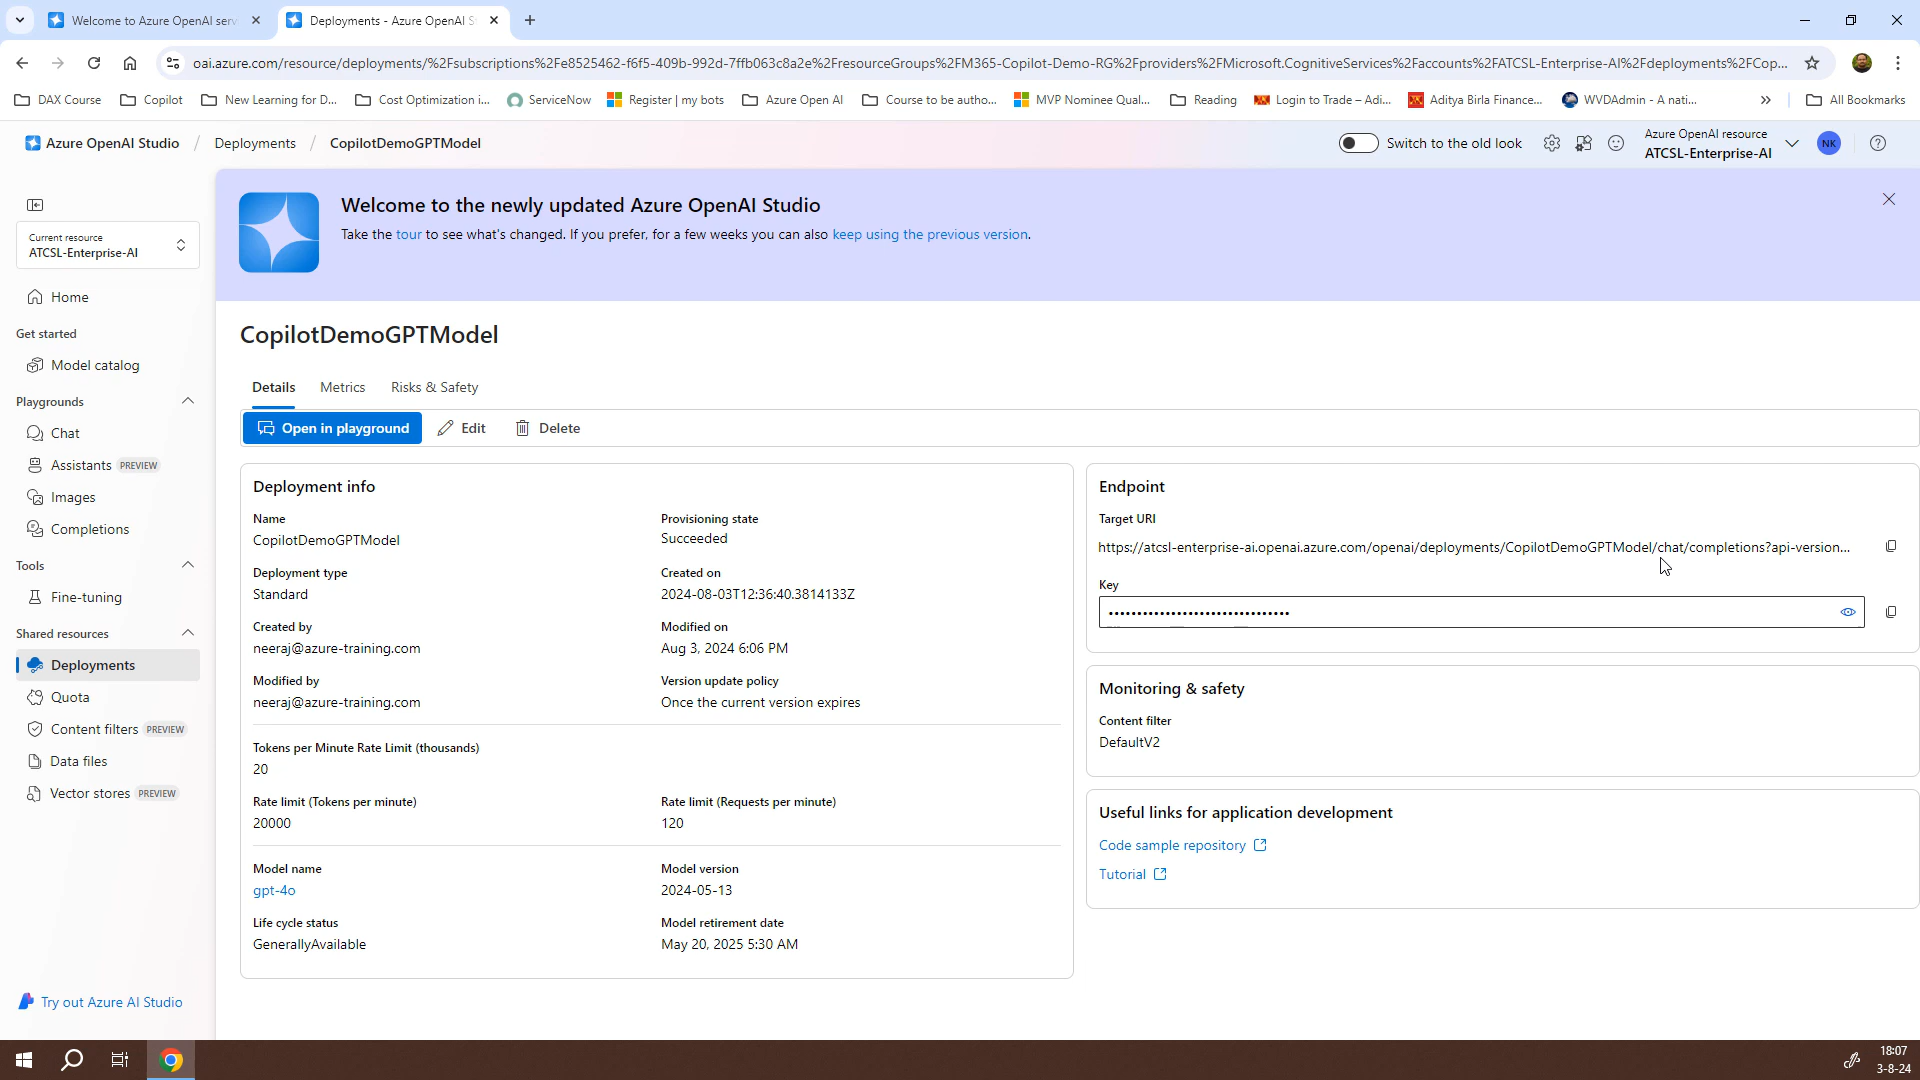 Welcome to Azure OpenAI serv
Deployments - Azure OpenAI S
oai.azure.com/resource/deployments/%2Fsubscriptions%2Fe8525462-f6f5-409b-992d-7ffb063c8a2e%2FresourceGroups%2FM365-Copilot-Demo-RG%2Fproviders%2FMicrosoft.CognitiveServices%2Faccounts%2FATCSL-Enterprise-AI%2Fdeployments%2FCop...
DAX Course
Copilot
New Learning for D...
Cost Optimization i...
ServiceNow
Register | my bots
Azure Open AI
Course to be autho...
MVP Nominee Qual...
Reading
Login to Trade – Adi...
Aditya Birla Finance...
WVDAdmin - A nati...
All Bookmarks
Azure OpenAI Studio / Deployments / CopilotDemoGPTModel
Switch to the old look
Azure OpenAI resource
ATCSL-Enterprise-AI
NK
Current resource
ATCSL-Enterprise-AI
Home
Get started
Model catalog
Playgrounds
Chat
Assistants PREVIEW
Images
Completions
Tools
Fine-tuning
Shared resources
Deployments
Quota
Content filters PREVIEW
Data files
Vector stores PREVIEW
Try out Azure AI Studio
Welcome to the newly updated Azure OpenAI Studio
Take the tour to see what's changed. If you prefer, for a few weeks you can also keep using the previous version.
CopilotDemoGPTModel
Details
Metrics
Risks & Safety
Open in playground
Edit
Delete
Deployment info
Name
CopilotDemoGPTModel
Provisioning state
Succeeded
Deployment type
Standard
Created on
2024-08-03T12:36:40.3814133Z
Created by
neeraj@azure-training.com
Modified on
Aug 3, 2024 6:06 PM
Modified by
neeraj@azure-training.com
Version update policy
Once the current version expires
Tokens per Minute Rate Limit (thousands)
20
Rate limit (Tokens per minute)
20000
Rate limit (Requests per minute)
120
Model name
gpt-4o
Model version
2024-05-13
Life cycle status
GenerallyAvailable
Model retirement date
May 20, 2025 5:30 AM
Endpoint
Target URI
https://atcsl-enterprise-ai.openai.azure.com/openai/deployments/CopilotDemoGPTModel/chat/completions?api-version...
Key
Monitoring & safety
Content filter
DefaultV2
Useful links for application development
Code sample repository
Tutorial
18:07
3-8-24